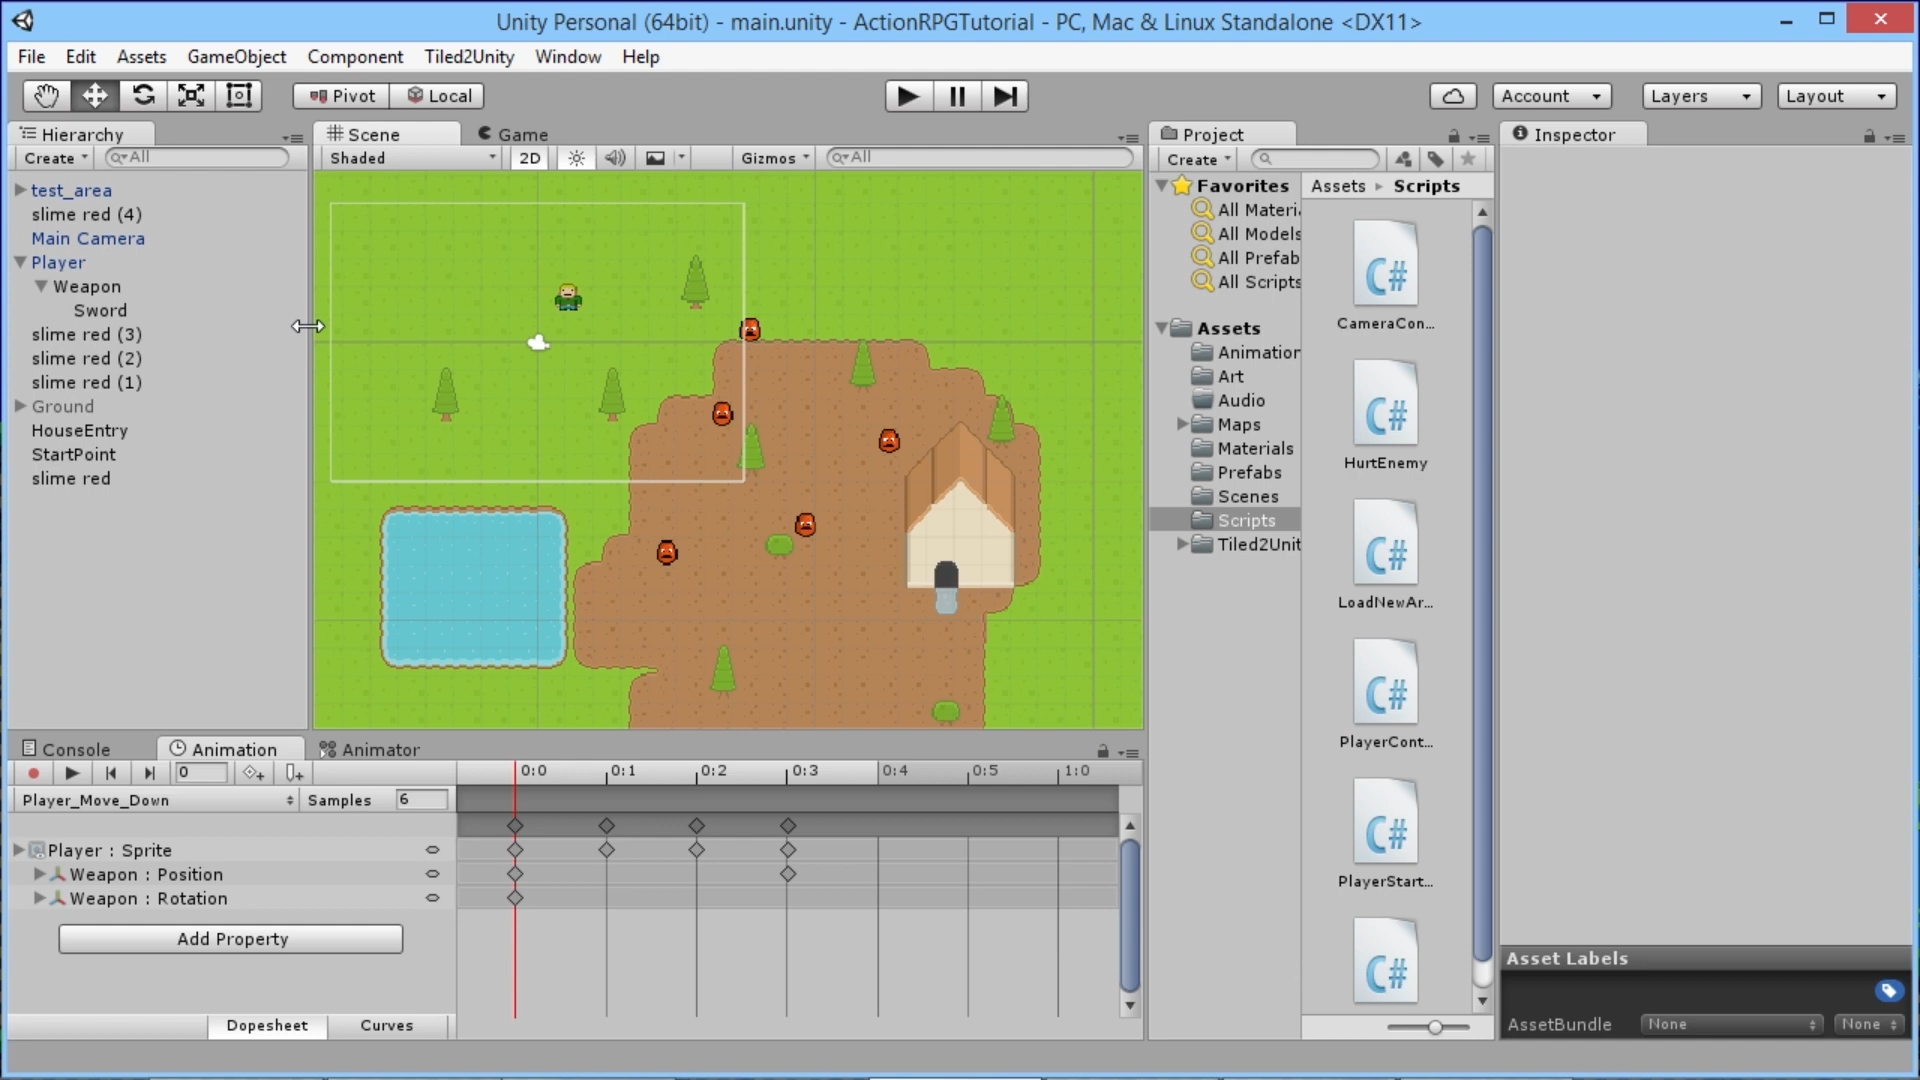 Unity Personal (64bit) - main.unity - ActionRPGTutorial - PC, Mac & Linux Standalone <DX11>
File Edit Assets GameObject Component Tiled2Unity Window Help
Pivot Local Account Layers Layout
Hierarchy
Create All
test_area
slime red (4)
Main Camera
Player
Weapon
Sword
slime red (3)
slime red (2)
slime red (1)
Ground
HouseEntry
StartPoint
slime red
Scene Game
Shaded 2D Gizmos All
Project
Create
Favorites
All Materi
All Models
All Prefab
All Scripts
Assets
Animation
Art
Audio
Maps
Materials
Prefabs
Scenes
Scripts
Tiled2Unit
Assets Scripts
C#
CameraCon...
C#
HurtEnemy
C#
LoadNewAr...
C#
PlayerCont...
C#
PlayerStart...
C#
Inspector
Asset Labels
AssetBundle None None
Console Animation Animator
0 0:0 0:1 0:2 0:3 0:4 0:5 1:0
Player_Move_Down Samples 6
Player : Sprite
Weapon : Position
Weapon : Rotation
Add Property
Dopesheet Curves